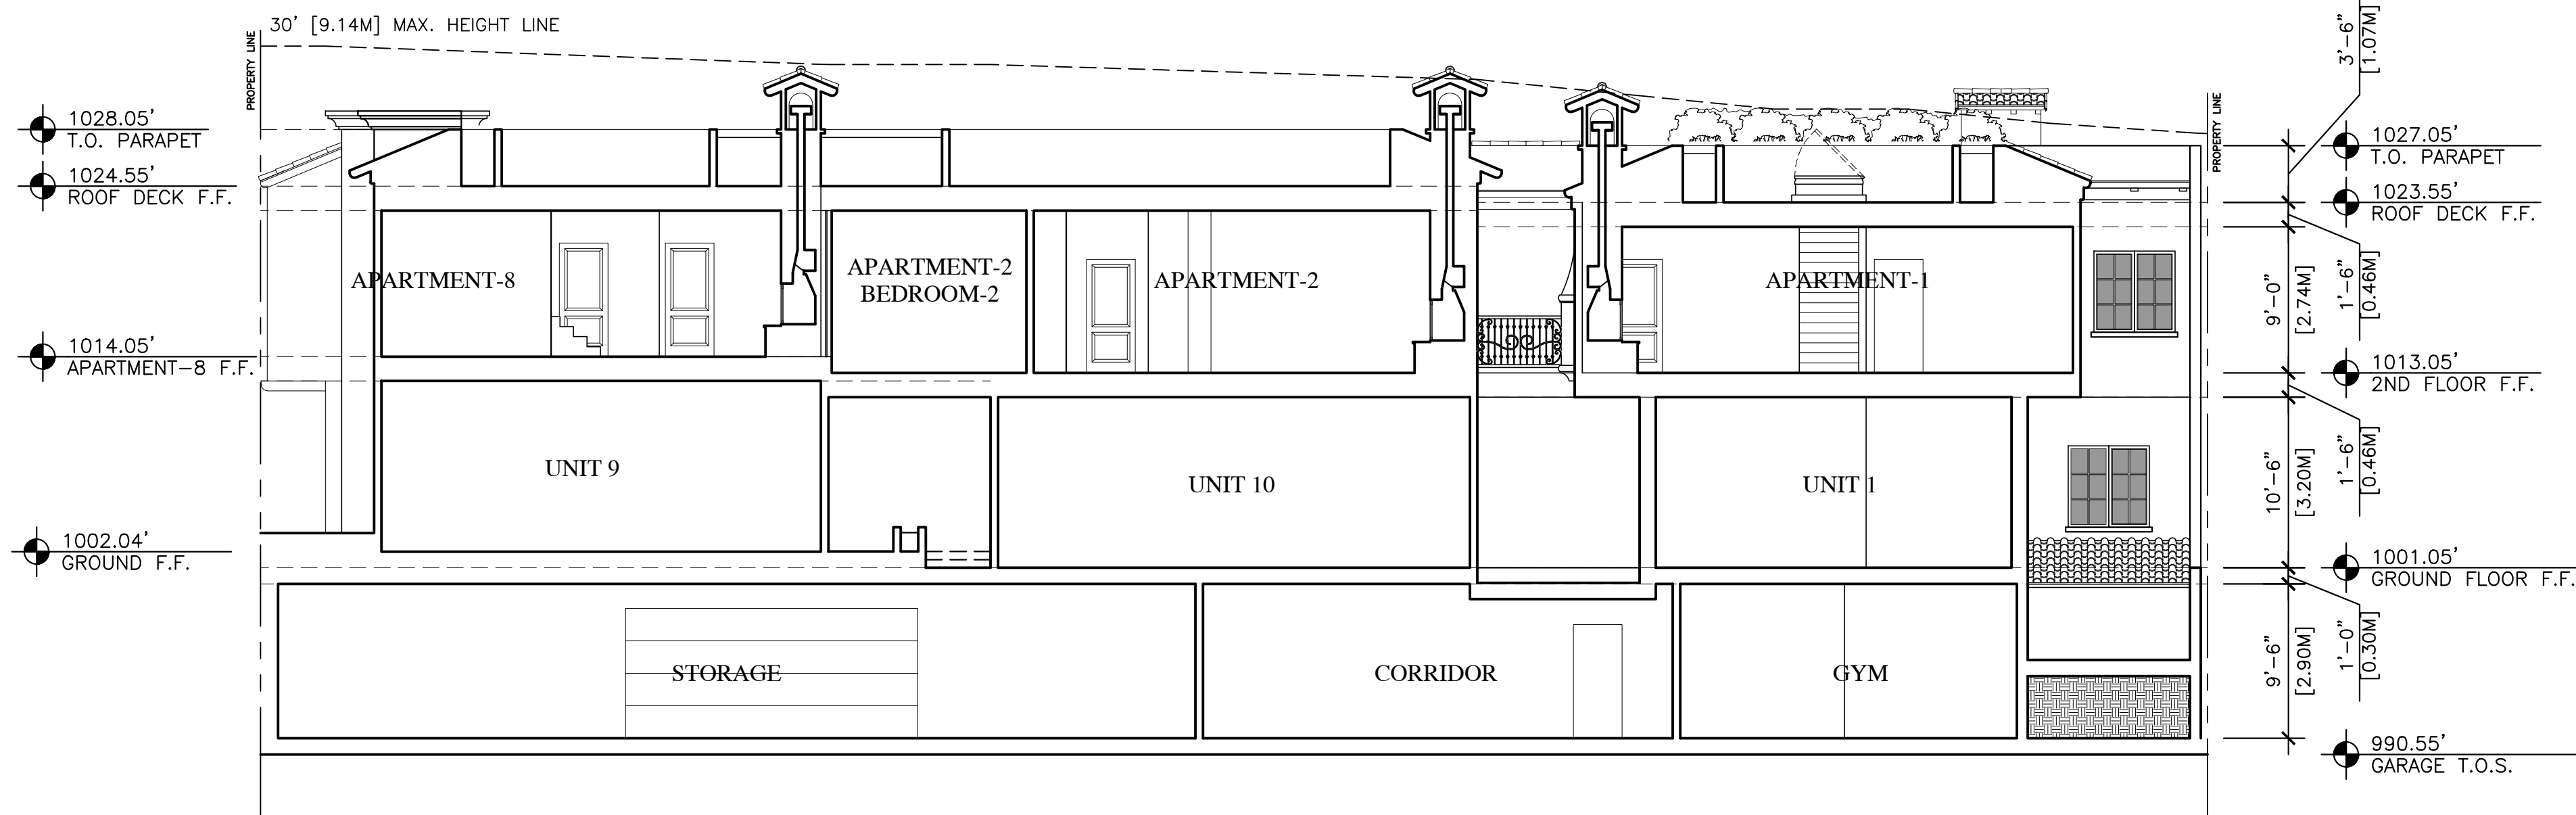 30' [9.14M] MAX. HEIGHT LINE
PROPERTY LINE
1028.05'
T.O. PARAPET
1024.55'
ROOF DECK F.F.
1014.05'
APARTMENT-8 F.F.
1002.04'
GROUND F.F.
APARTMENT-8
APARTMENT-2
BEDROOM-2
APARTMENT-2
APARTMENT-1
UNIT 9
UNIT 10
UNIT 1
STORAGE
CORRIDOR
GYM
PROPERTY LINE
3'-6"
[1.07M]
1'-6"
[0.46M]
9'-0"
[2.74M]
1'-6"
[0.46M]
10'-6"
[3.20M]
1'-0"
[0.30M]
9'-6"
[2.90M]
1027.05'
T.O. PARAPET
1023.55'
ROOF DECK F.F.
1013.05'
2ND FLOOR F.F.
1001.05'
GROUND FLOOR F.F.
990.55'
GARAGE T.O.S.